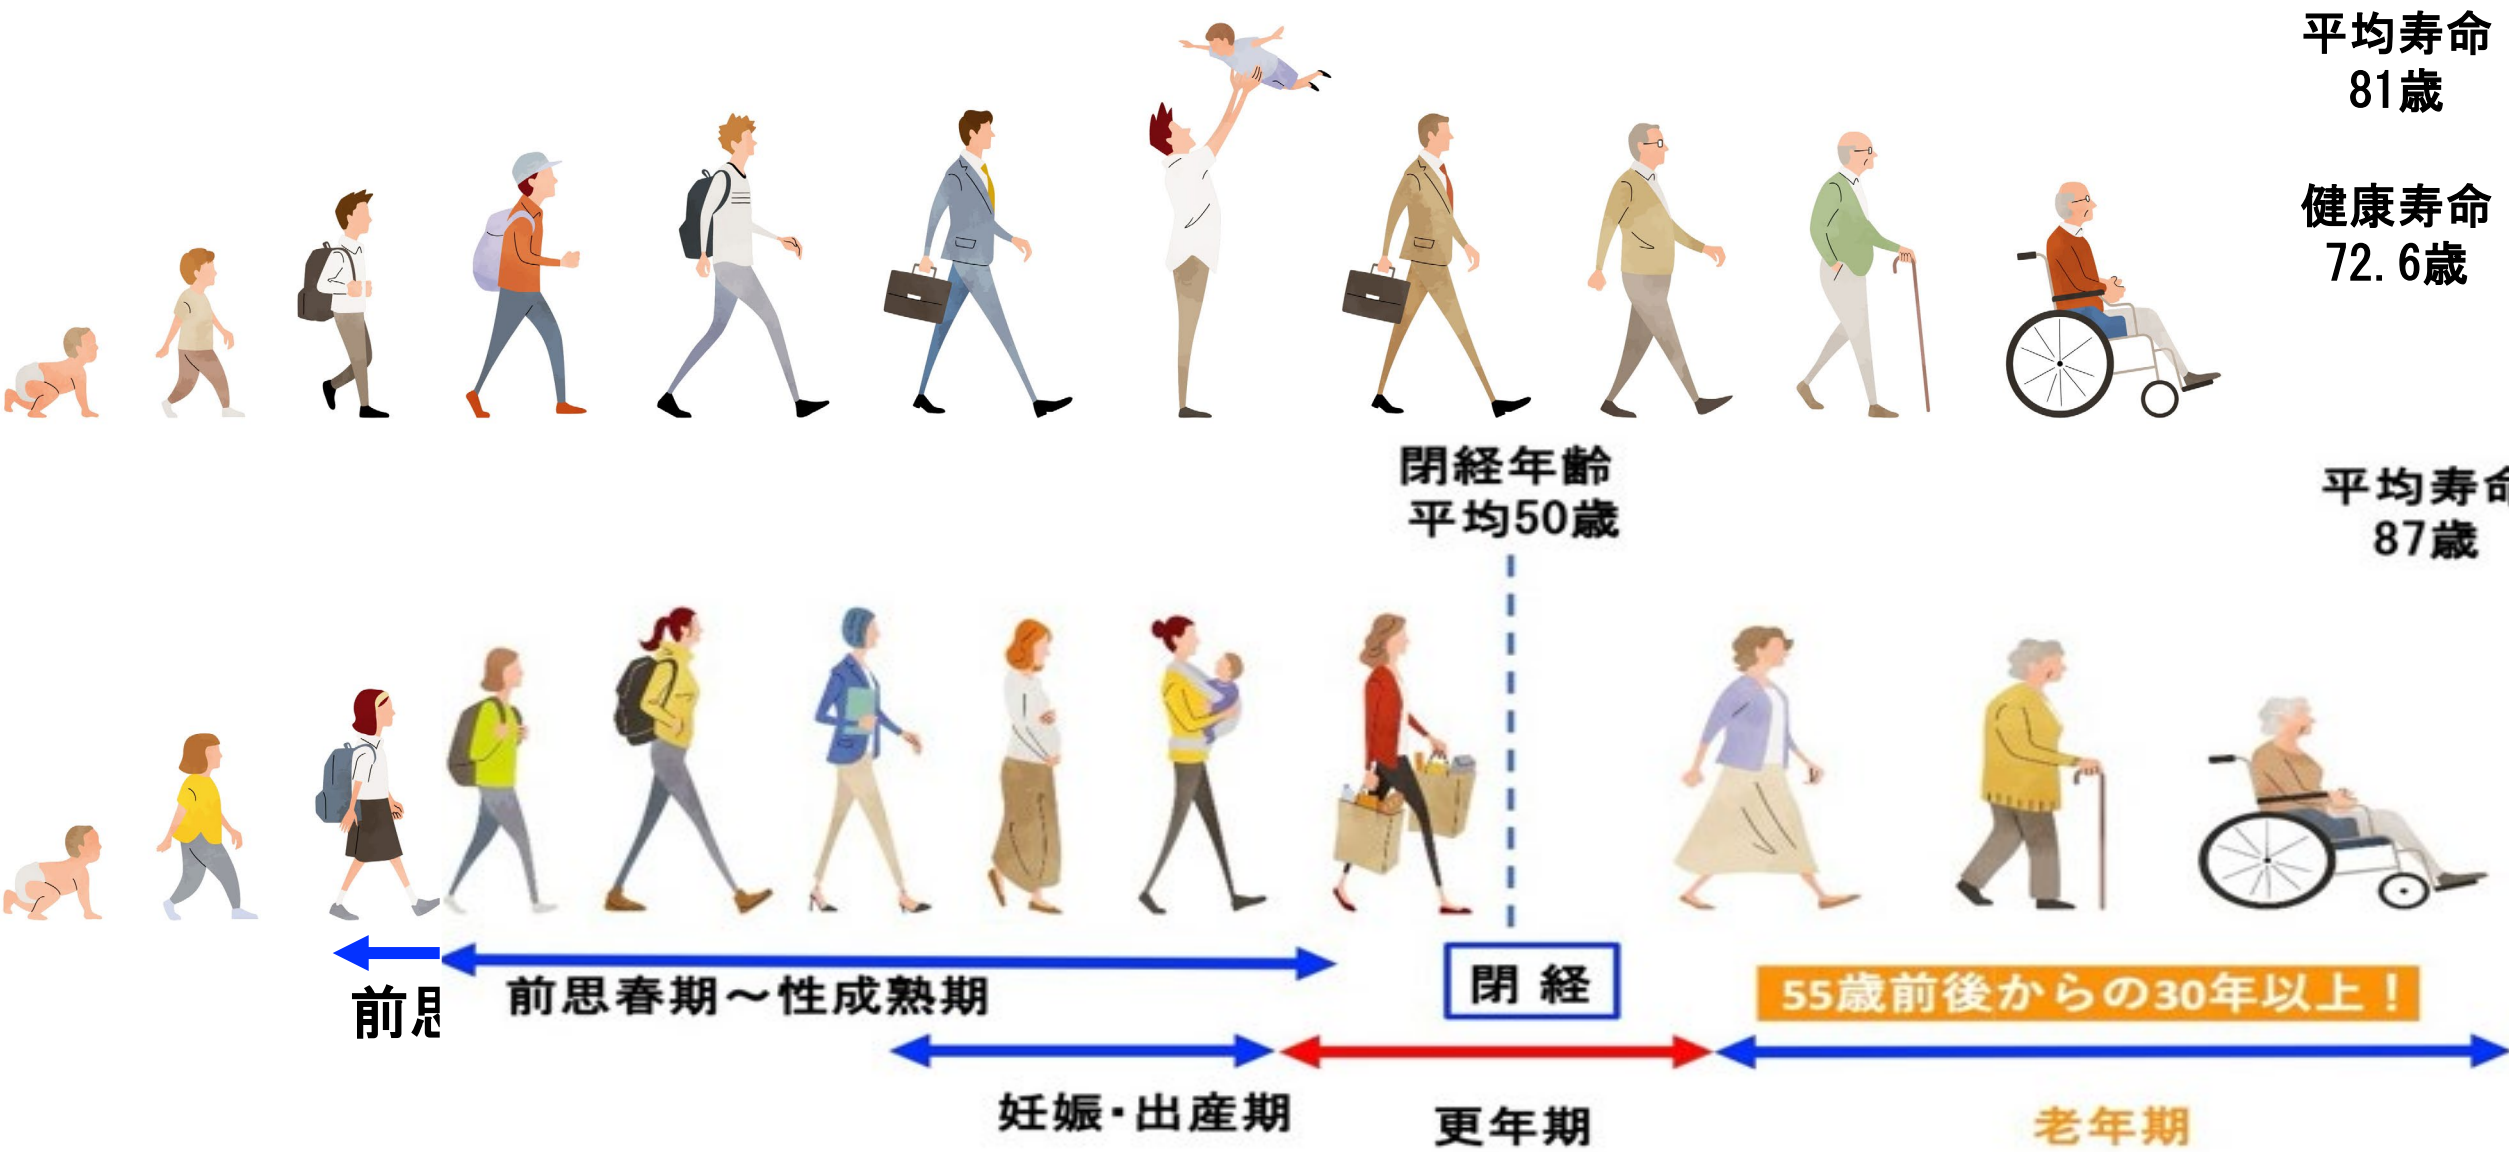 平均寿命
81歳
健康寿命
72.6歳
閉経年齢
平均50歳
平均寿命
87歳
前思
前思春期～性成熟期
閉 経
55歳前後からの30年以上！
妊娠・出産期
更年期
老年期